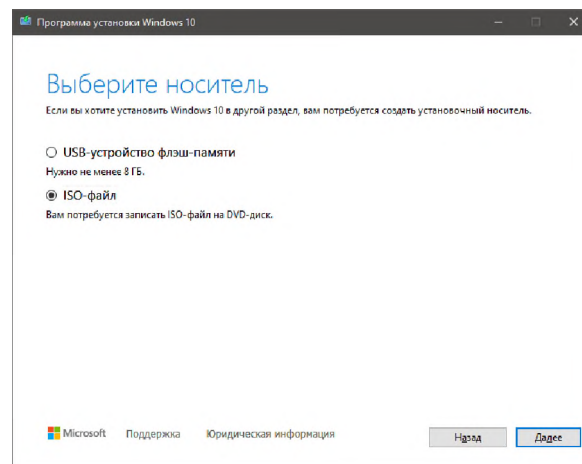 Программа установки Windows 10
Выберите носитель
Если вы хотите установить Windows 10 в другой раздел, вам потребуется создать установочный носитель.
USB-устройство флэш-памяти
Нужно не менее 8 ГБ.
ISO-файл
Вам потребуется записать ISO-файл на DVD-диск.
Microsoft Поддержка Юридическая информация Назад Далее